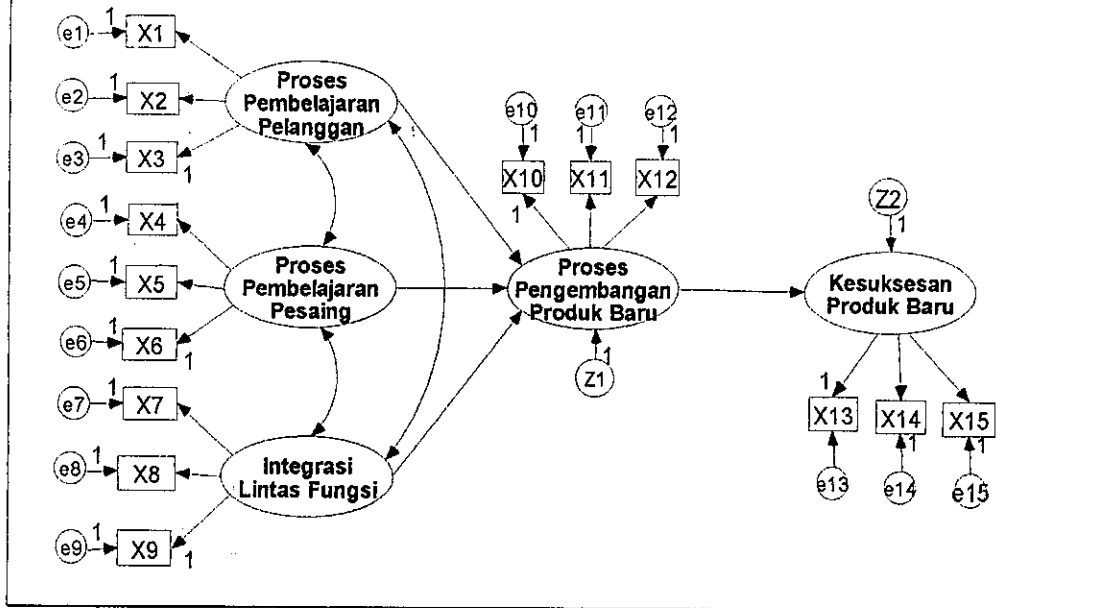 e1 1 X1
e2 1 X2
e3 1 X3
1
Proses
Pembelajaran
Pelanggan
e4 1 X4
e5 1 X5
e6 1 X6
1
Proses
Pembelajaran
Pesaing
e7 1 X7
e8 1 X8
e9 1 X9
1
Integrasi
Lintas Fungsi
e10 e11 e12
1 1 1
X10 X11 X12
1
Proses
Pengembangan
Produk Baru
1
Z1
Z2
1
Kesuksesan
Produk Baru
1
X13 X14 X15
1 1
e13 e14 e15